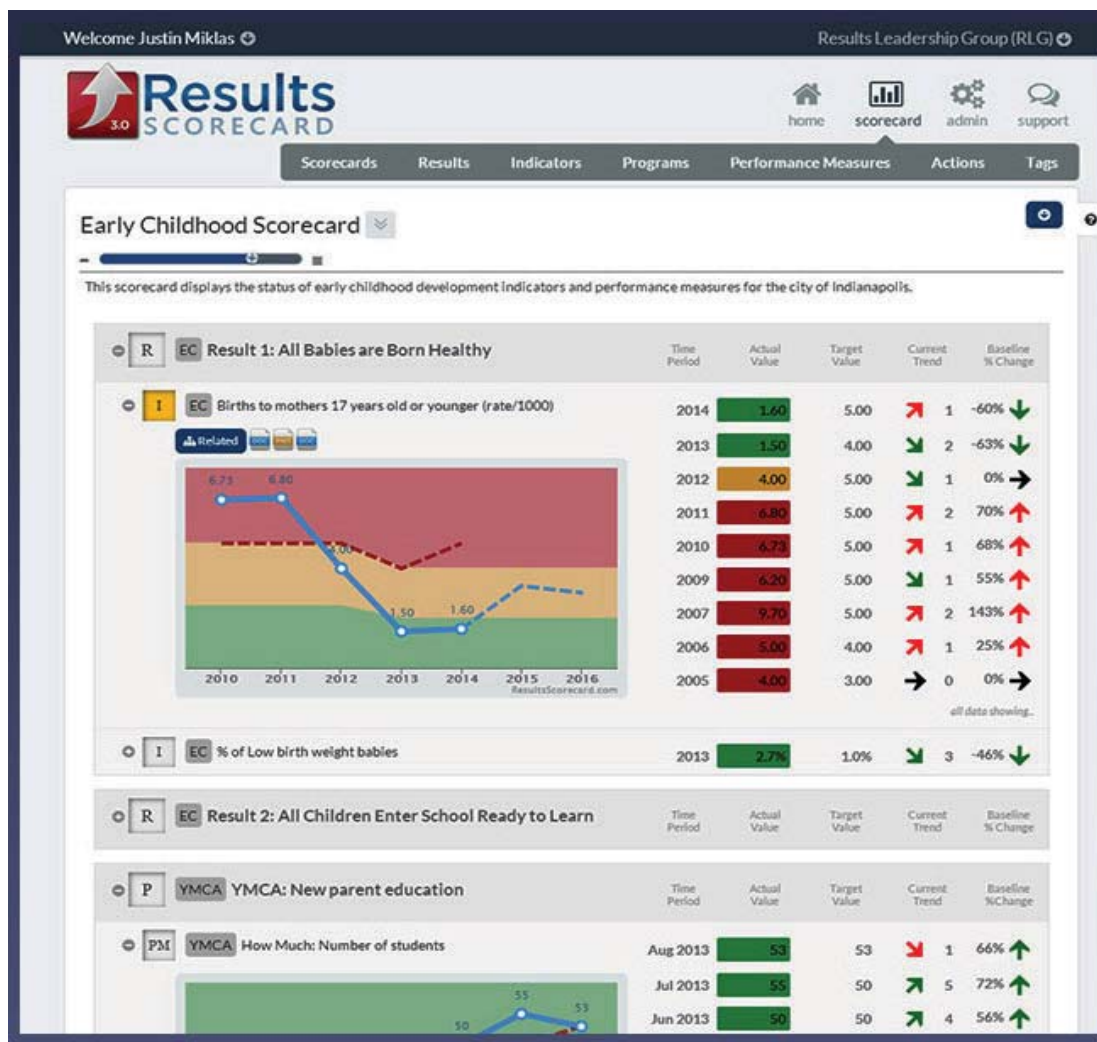 Welcome Justin Miklas
Results Leadership Group (RLG)
Results
3.0 SCORECARD
home scorecard admin support
Scorecards Results Indicators Programs Performance Measures Actions Tags
Early Childhood Scorecard
This scorecard displays the status of early childhood development indicators and performance measures for the city of Indianapolis.
R EC Result 1: All Babies are Born Healthy Time Period Actual Value Target Value Current Trend Baseline % Change
I EC Births to mothers 17 years old or younger (rate/1000)
Related
2014 1.60 5.00 1 -60%
2013 1.50 4.00 2 -63%
2012 4.00 5.00 1 0%
2011 6.80 5.00 2 70%
2010 6.73 5.00 1 68%
2009 6.20 5.00 1 55%
2007 9.70 5.00 2 143%
2006 5.00 4.00 1 25%
2005 4.00 3.00 0 0%
all data showing..
6.73 6.80
4.00
1.50 1.60
2010 2011 2012 2013 2014 2015 2016
ResultsScorecard.com
I EC % of Low birth weight babies 2013 2.7% 1.0% 3 -46%
R EC Result 2: All Children Enter School Ready to Learn Time Period Actual Value Target Value Current Trend Baseline % Change
P YMCA YMCA: New parent education Time Period Actual Value Target Value Current Trend Baseline %Change
PM YMCA How Much: Number of students
Aug 2013 53 53 1 66%
Jul 2013 55 50 5 72%
Jun 2013 50 50 4 56%
55
53
50